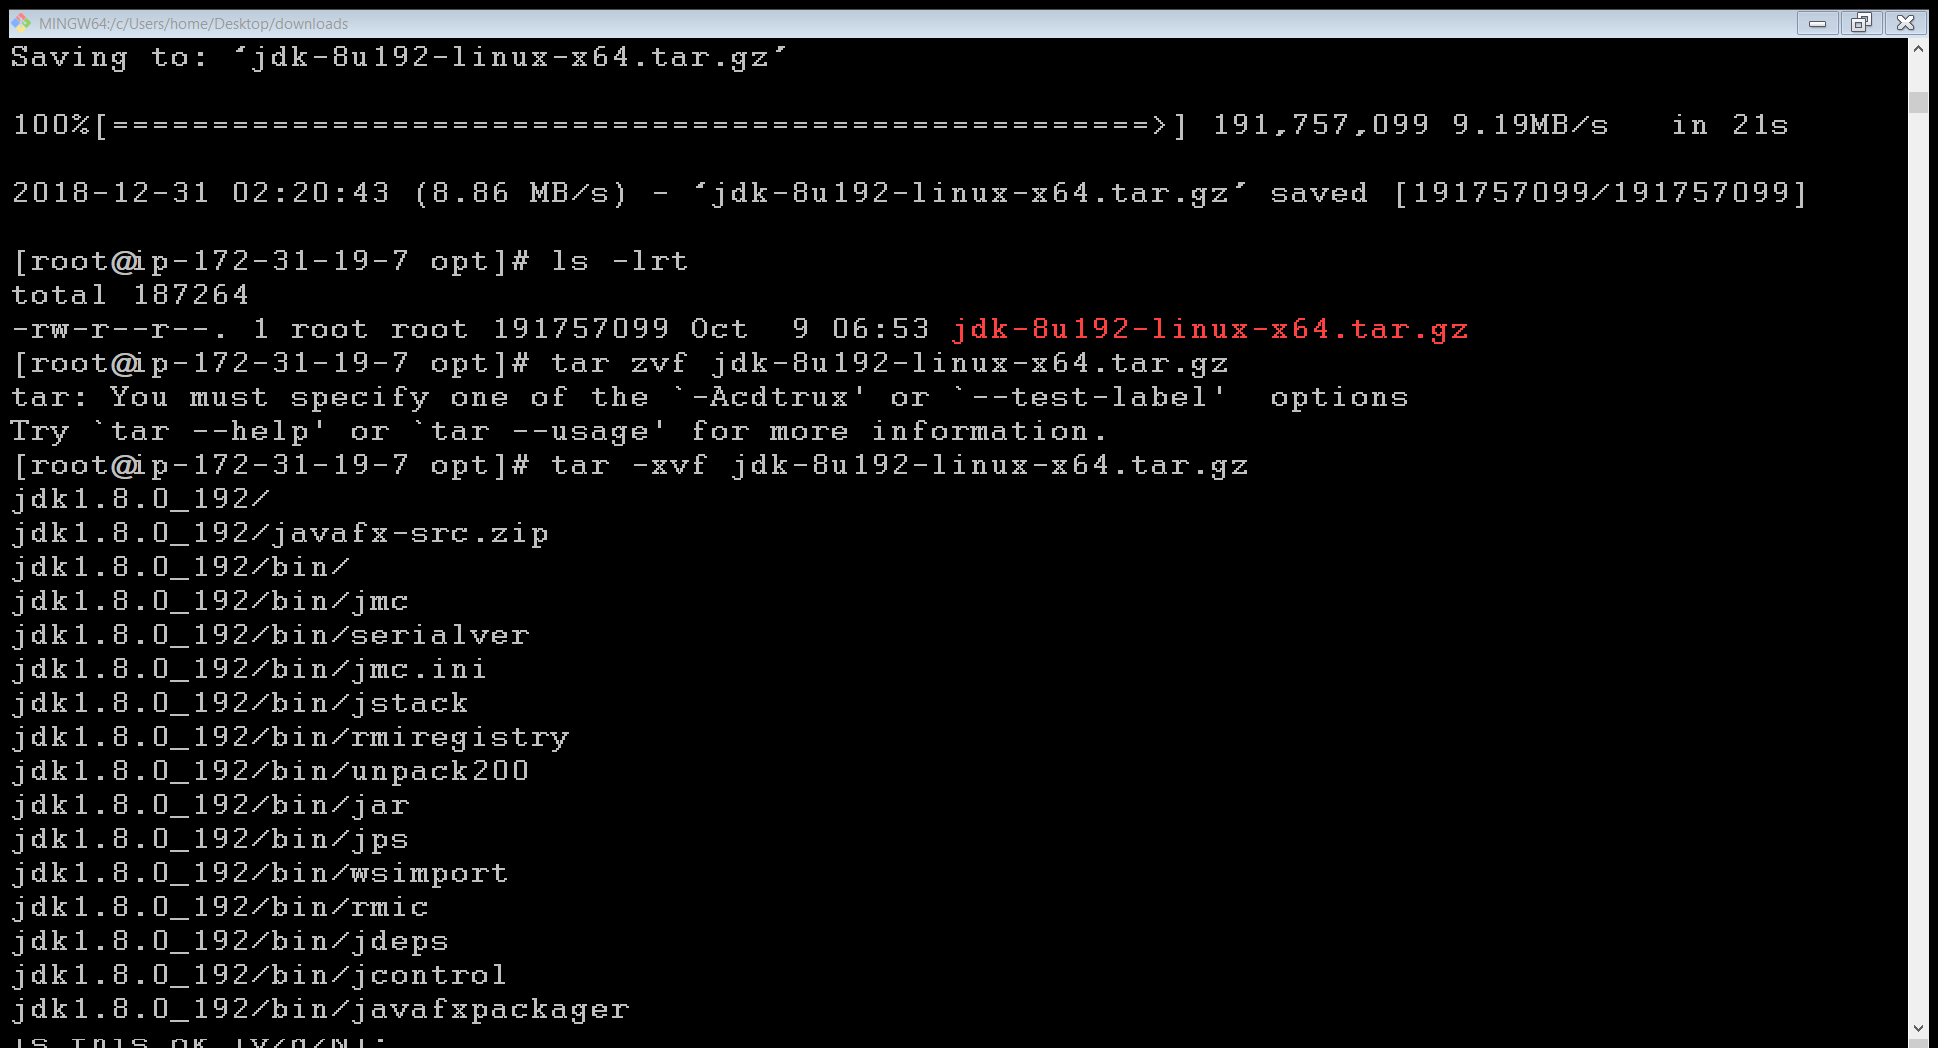 MINGW64:/c/Users/home/Desktop/downloads
Saving to: ‘jdk-8u192-linux-x64.tar.gz’
100%[====================================================>] 191,757,099 9.19MB/s   in 21s
2018-12-31 02:20:43 (8.86 MB/s) - ‘jdk-8u192-linux-x64.tar.gz’ saved [191757099/191757099]
[root@ip-172-31-19-7 opt]# ls -lrt
total 187264
-rw-r--r--. 1 root root 191757099 Oct  9 06:53 jdk-8u192-linux-x64.tar.gz
[root@ip-172-31-19-7 opt]# tar zvf jdk-8u192-linux-x64.tar.gz
tar: You must specify one of the `-Acdtrux' or `--test-label'  options
Try `tar --help' or `tar --usage' for more information.
[root@ip-172-31-19-7 opt]# tar -xvf jdk-8u192-linux-x64.tar.gz
jdk1.8.0_192/
jdk1.8.0_192/javafx-src.zip
jdk1.8.0_192/bin/
jdk1.8.0_192/bin/jmc
jdk1.8.0_192/bin/serialver
jdk1.8.0_192/bin/jmc.ini
jdk1.8.0_192/bin/jstack
jdk1.8.0_192/bin/rmiregistry
jdk1.8.0_192/bin/unpack200
jdk1.8.0_192/bin/jar
jdk1.8.0_192/bin/jps
jdk1.8.0_192/bin/wsimport
jdk1.8.0_192/bin/rmic
jdk1.8.0_192/bin/jdeps
jdk1.8.0_192/bin/jcontrol
jdk1.8.0_192/bin/javafxpackager
Is this ok [y/d/N]: